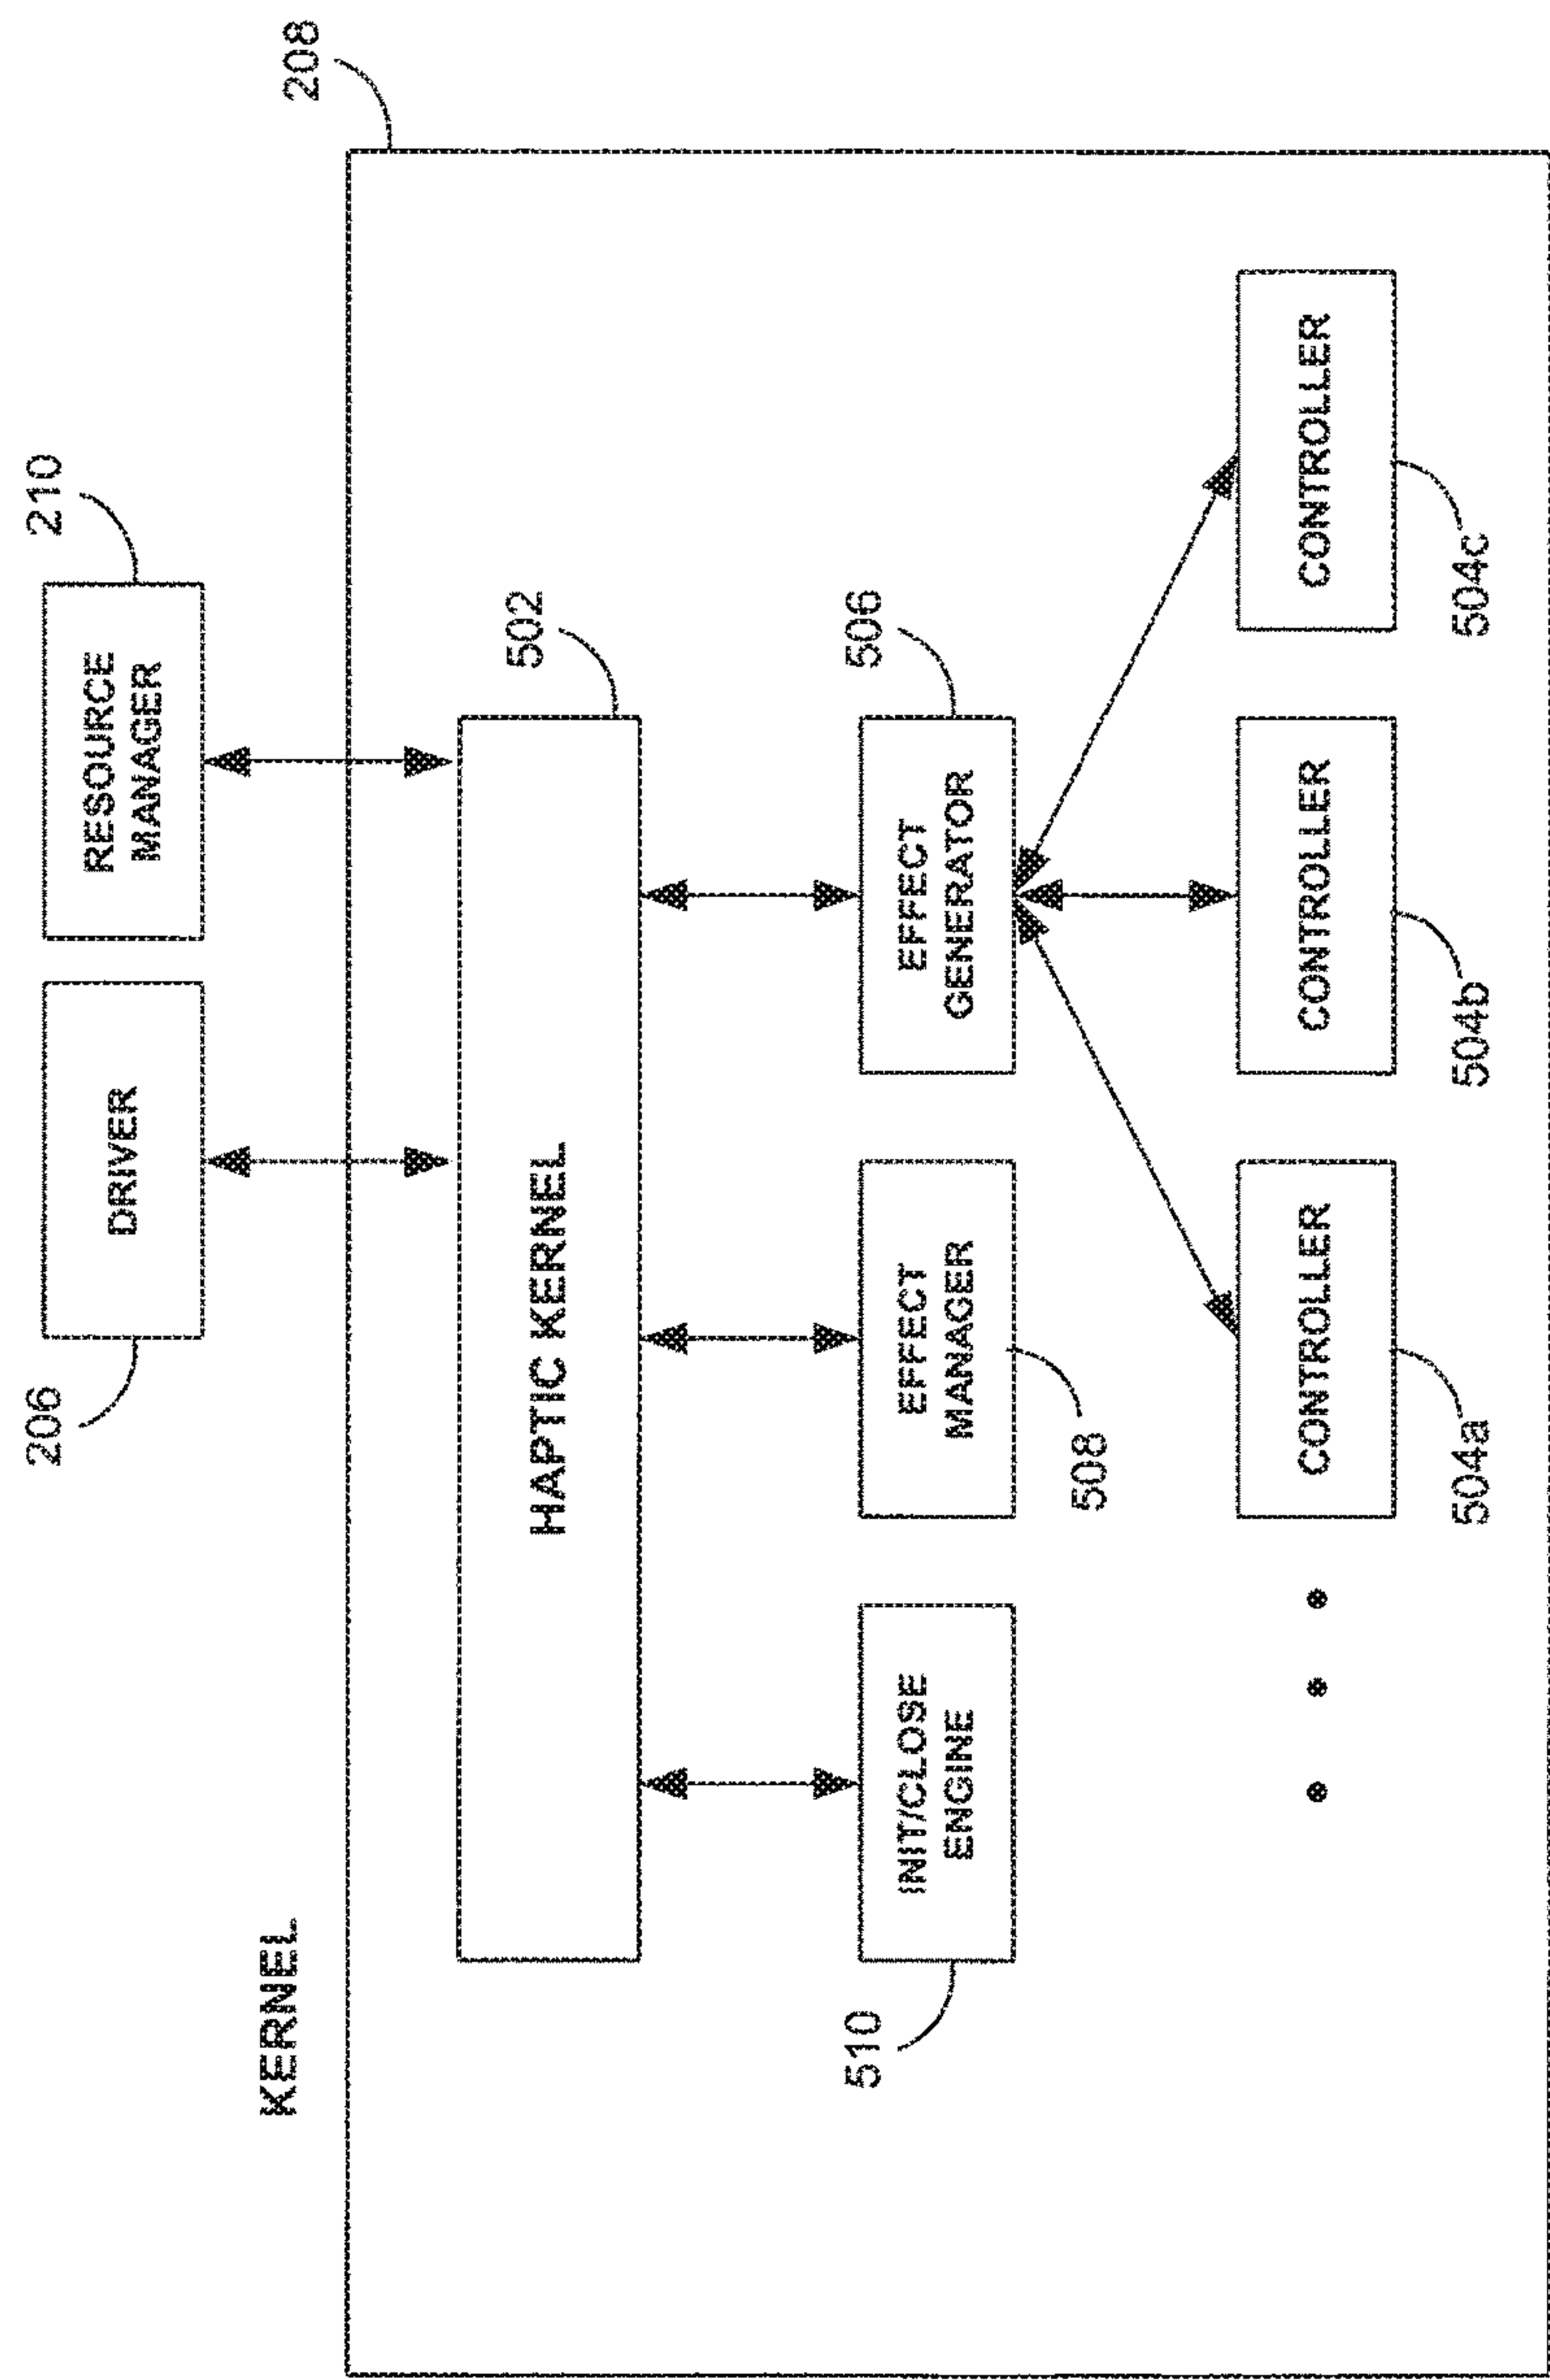 206
DRIVER
RESOURCE
MANAGER
210
KERNEL
208
HAPTIC KERNEL
502
510
INIT/CLOSE
ENGINE
EFFECT
MANAGER
508
EFFECT
GENERATOR
506
CONTROLLER
CONTROLLER
CONTROLLER
504a
504b
504c